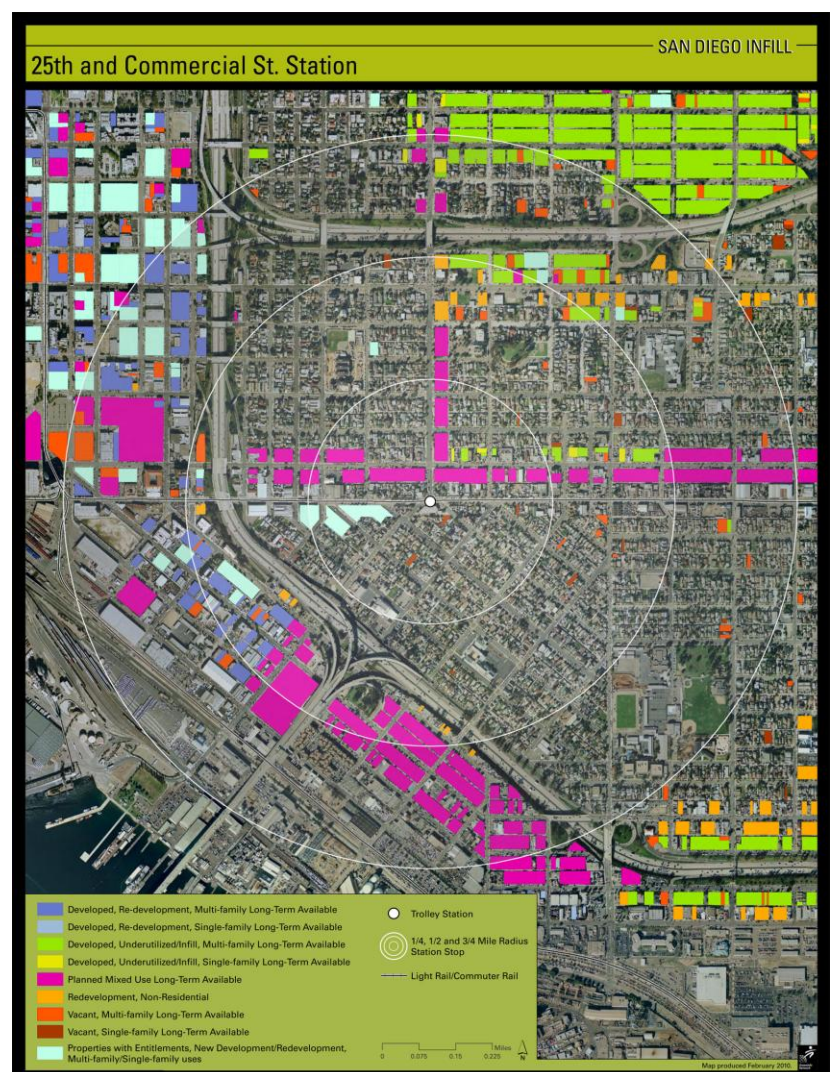 SAN DIEGO INFILL
25th and Commercial St. Station
Developed, Re-development, Multi-family Long-Term Available
Developed, Re-development, Single-family Long-Term Available
Developed, Underutilized/Infill, Multi-family Long-Term Available
Developed, Underutilized/Infill, Single-family Long-Term Available
Planned Mixed Use Long-Term Available
Redevelopment, Non-Residential
Vacant, Multi-family Long-Term Available
Vacant, Single-family Long-Term Available
Properties with Entitlements, New Development/Redevelopment,
Multi-family/Single-family uses
Trolley Station
1/4, 1/2 and 3/4 Mile Radius
Station Stop
Light Rail/Commuter Rail
Miles
0 0.075 0.15 0.225
N
Map produced February 2010.